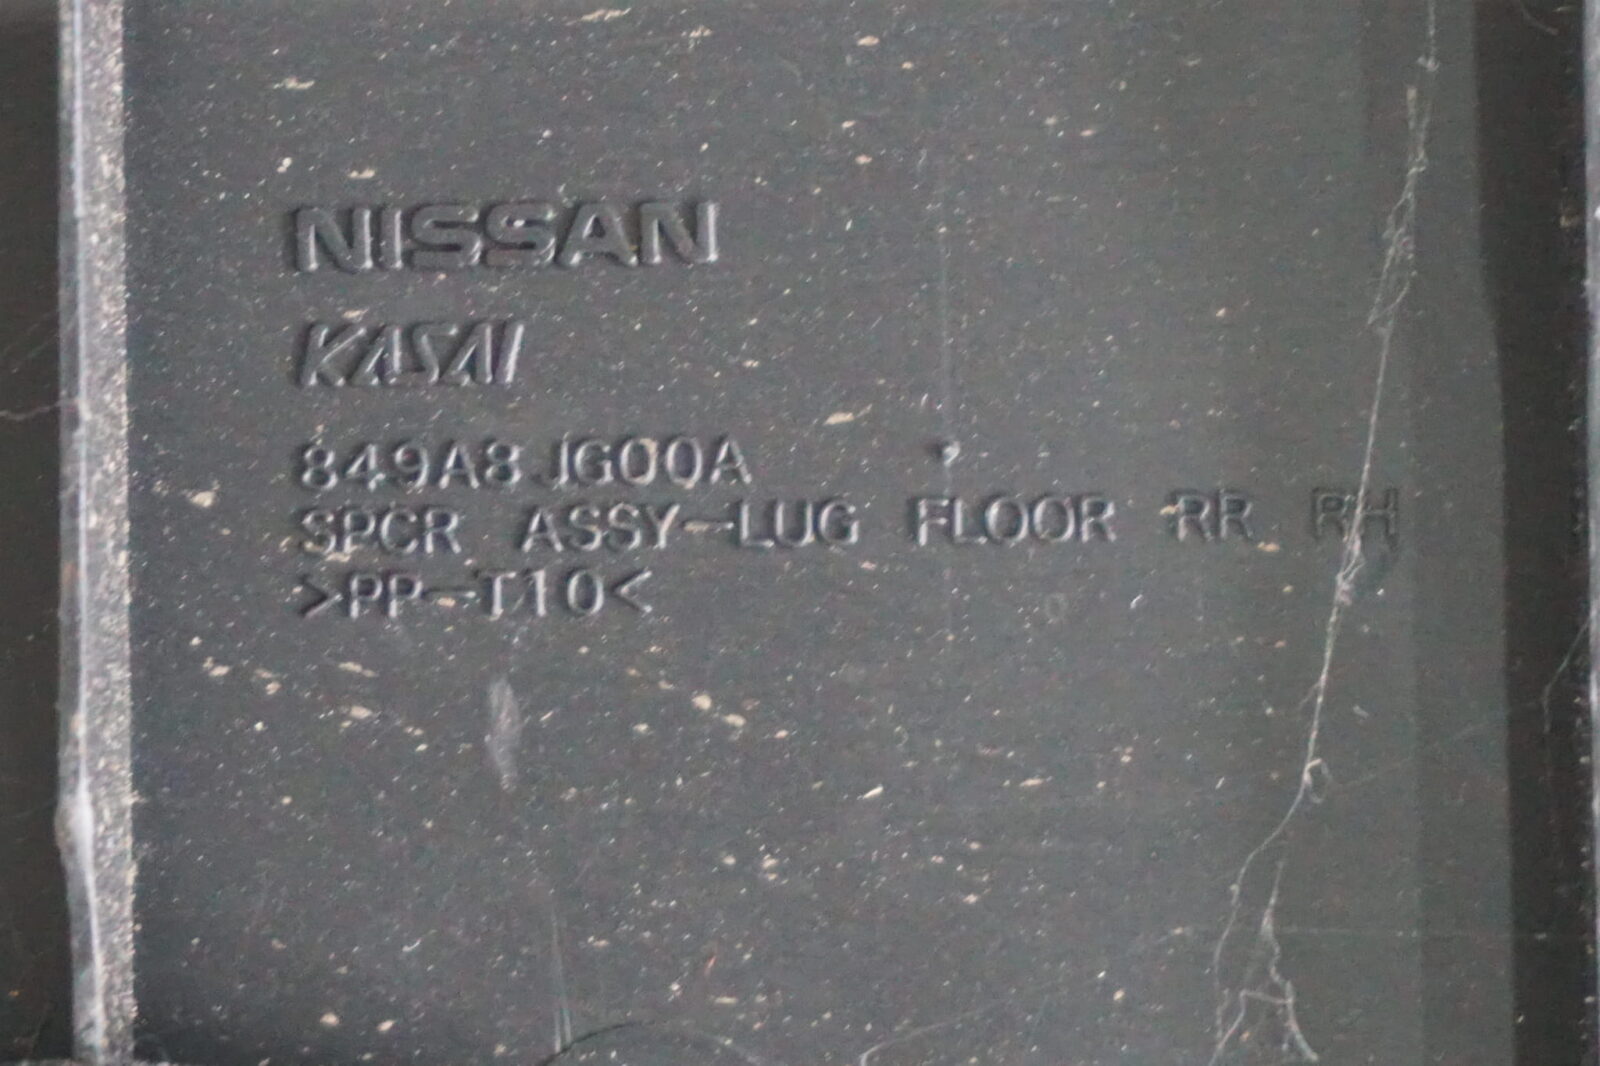 NISSAN
KASAI
849A8 JG00A
SPCR ASSY-LUG FLOOR RR RH
>PP-T10<